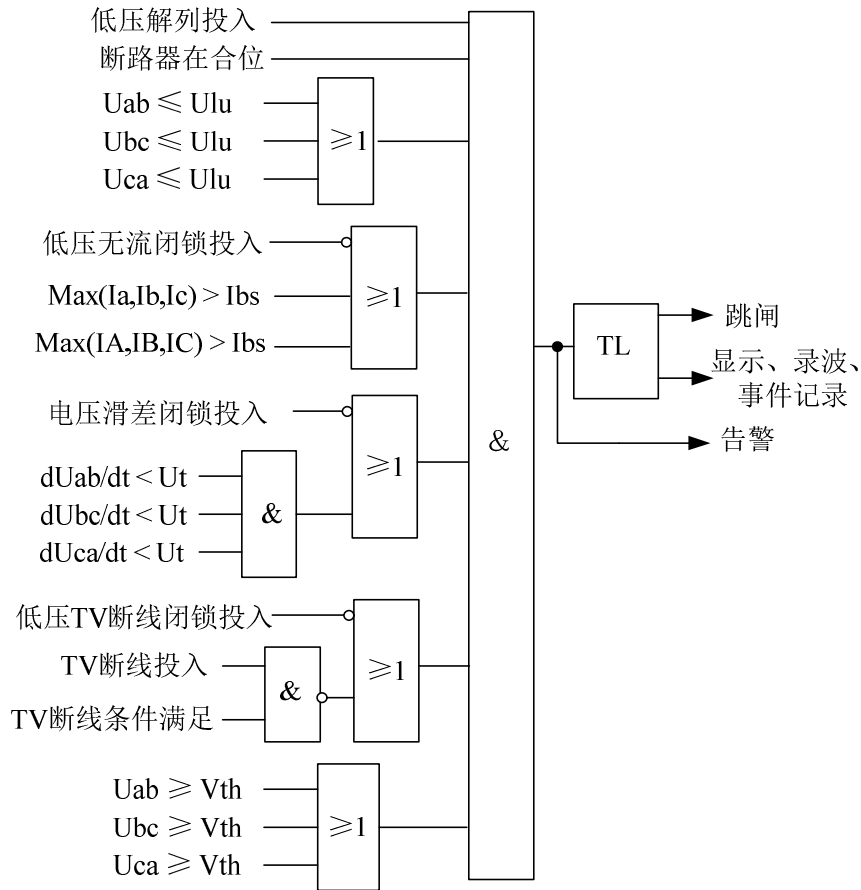 低压解列投入
断路器在合位
Uab ≤ Ulu
Ubc ≤ Ulu
Uca ≤ Ulu
≥1
低压无流闭锁投入
Max(Ia,Ib,Ic) > Ibs
Max(IA,IB,IC) > Ibs
≥1
电压滑差闭锁投入
dUab/dt < Ut
dUbc/dt < Ut
dUca/dt < Ut
&
≥1
低压TV断线闭锁投入
TV断线投入
TV断线条件满足
&
≥1
Uab ≥ Vth
Ubc ≥ Vth
Uca ≥ Vth
≥1
&
TL
跳闸
显示、录波、
事件记录
告警